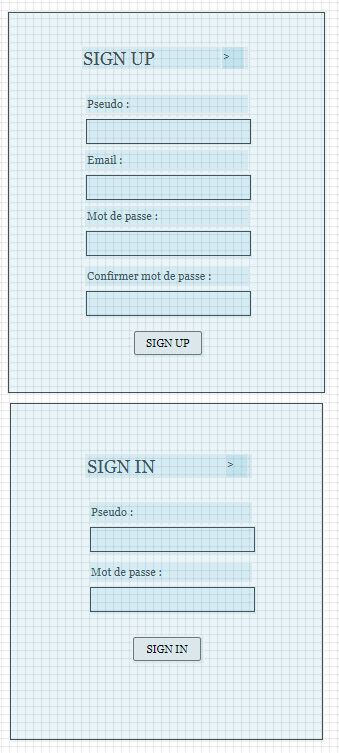 SIGN UP >
Pseudo :
Email :
Mot de passe :
Confirmer mot de passe :
SIGN UP
SIGN IN >
Pseudo :
Mot de passe :
SIGN IN